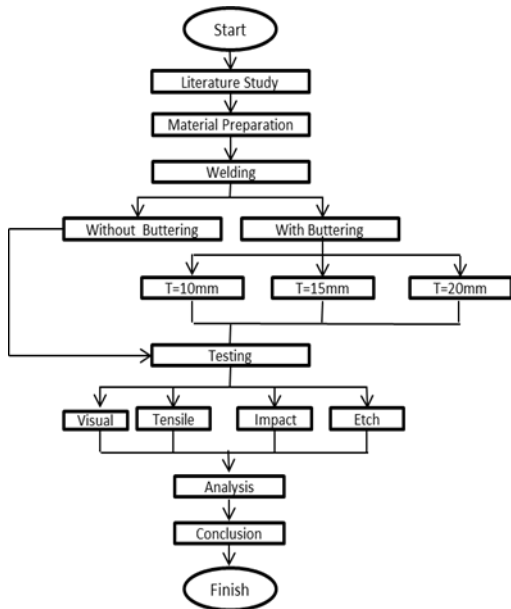 Start
Literature Study
Material Preparation
Welding
Without Buttering
With Buttering
T=10mm
T=15mm
T=20mm
Testing
Visual
Tensile
Impact
Etch
Analysis
Conclusion
Finish